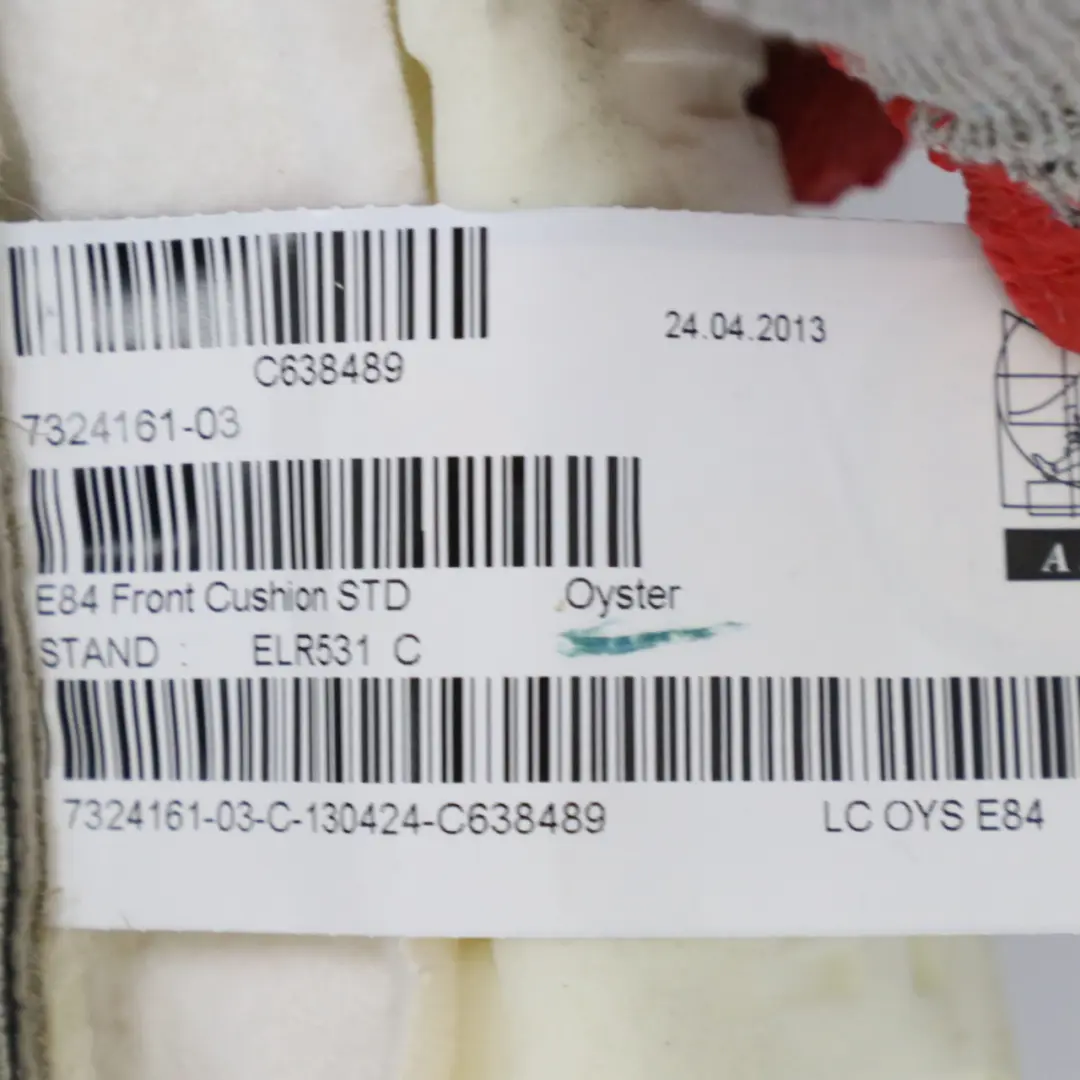 24.04.2013
C638489
7324161-03
E84 Front Cushion STD Oyster
STAND : ELR531 C
A
7324161-03-C-130424-C638489 LC OYS E84